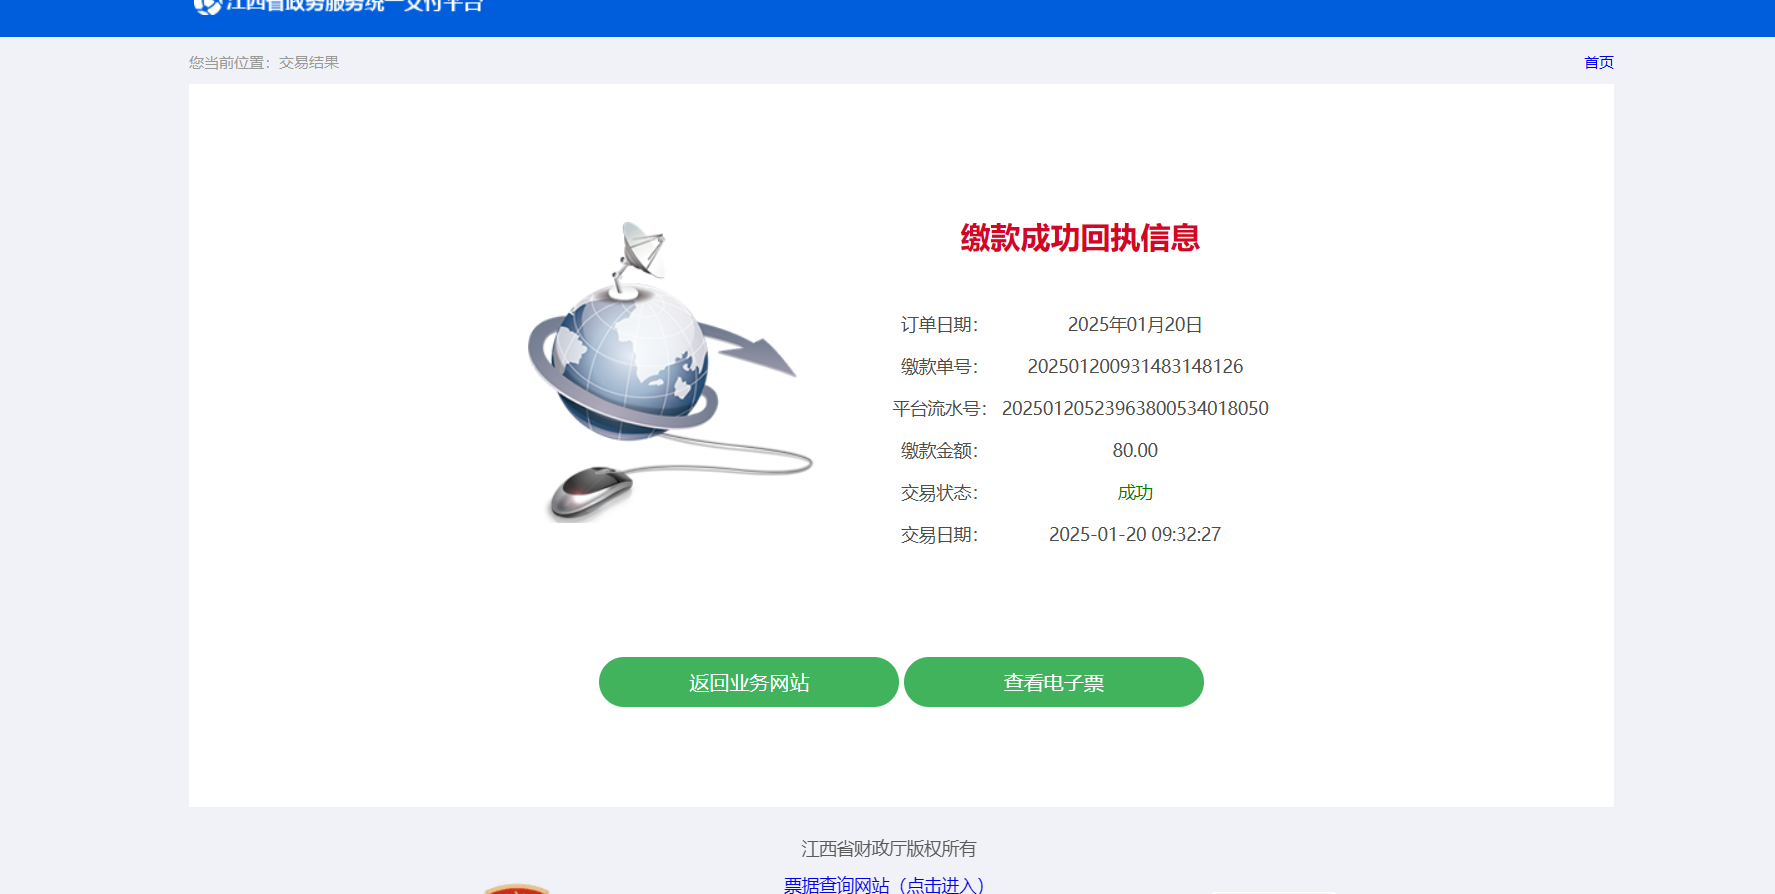 江西省政务服务统一支付平台
您当前位置：交易结果
首页
缴款成功回执信息
订单日期： 2025年01月20日
缴款单号： 202501200931483148126
平台流水号： 20250120523963800534018050
缴款金额： 80.00
交易状态： 成功
交易日期： 2025-01-20 09:32:27
返回业务网站
查看电子票
江西省财政厅版权所有
票据查询网站（点击进入）